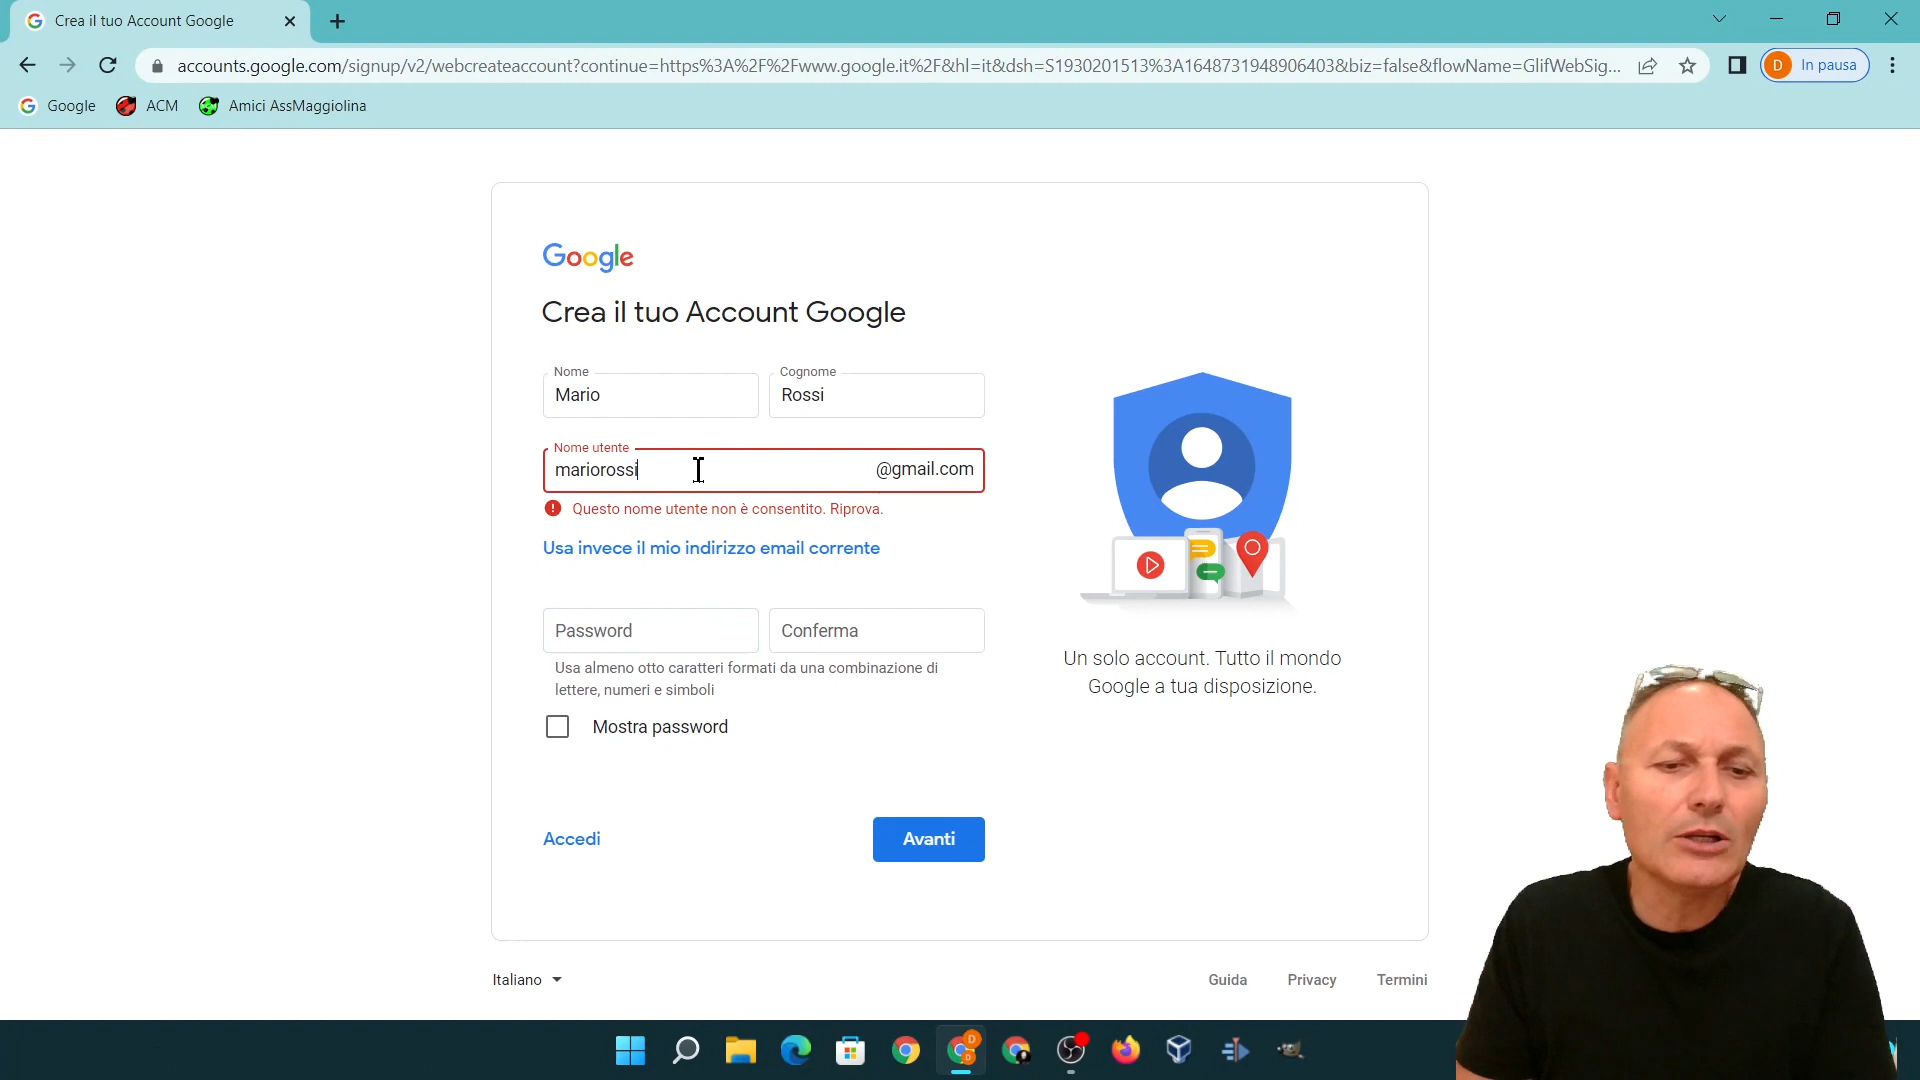 Crea il tuo Account Google
accounts.google.com/signup/v2/webcreateaccount?continue=https%3A%2F%2Fwww.google.it%2F&hl=it&dsh=S1930201513%3A1648731948906403&biz=false&flowName=GlifWebSig...
D In pausa
Google ACM Amici AssMaggiolina
Google
Crea il tuo Account Google
Nome Cognome
Mario Rossi
Nome utente
mariorossi @gmail.com
Questo nome utente non è consentito. Riprova.
Usa invece il mio indirizzo email corrente
Password Conferma
Usa almeno otto caratteri formati da una combinazione di
lettere, numeri e simboli
Mostra password
Un solo account. Tutto il mondo
Google a tua disposizione.
Accedi Avanti
Italiano Guida Privacy Termini